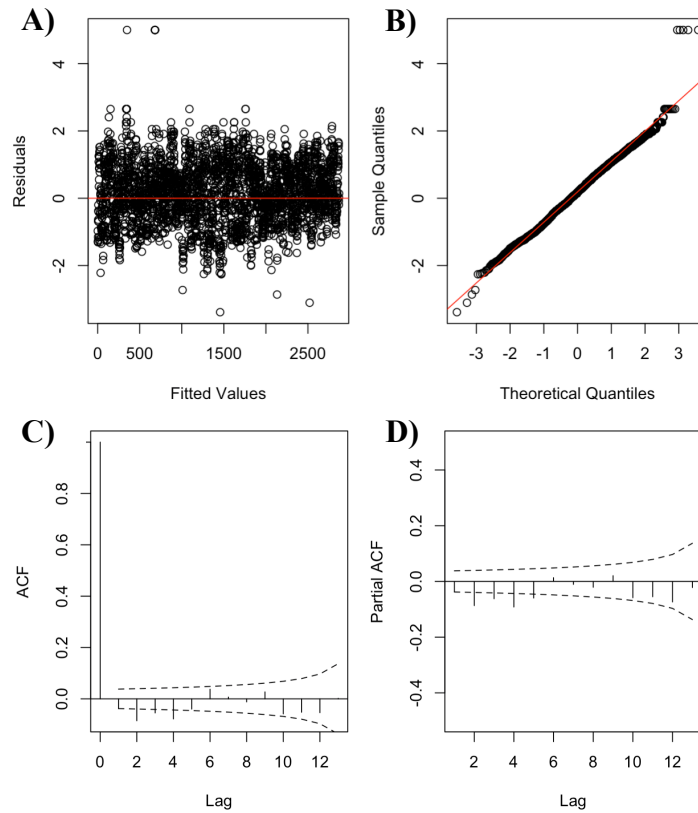 A)
Residuals
4
2
0
-2
0 500 1500 2500
Fitted Values
B)
Sample Quantiles
4
2
0
-2
-3 -2 -1 0 1 2 3
Theoretical Quantiles
C)
ACF
0.8
0.6
0.4
0.2
0.0
0 2 4 6 8 10 12
Lag
D)
Partial ACF
0.4
0.2
0.0
-0.2
-0.4
2 4 6 8 10 12
Lag